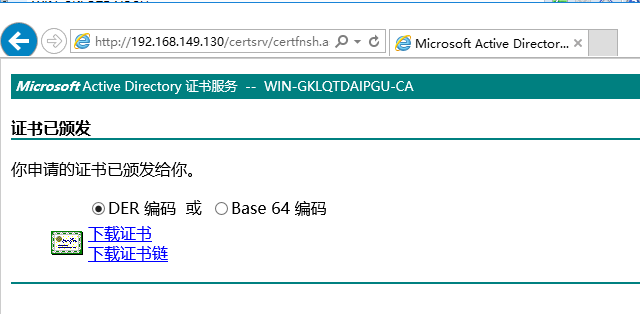 http://192.168.149.130/certsrv/certfnsh.a
Microsoft Active Director...
Microsoft Active Directory 证书服务 -- WIN-GKLQTDAIPGU-CA
证书已颁发
你申请的证书已颁发给你。
DER 编码 或 Base 64 编码
下载证书
下载证书链